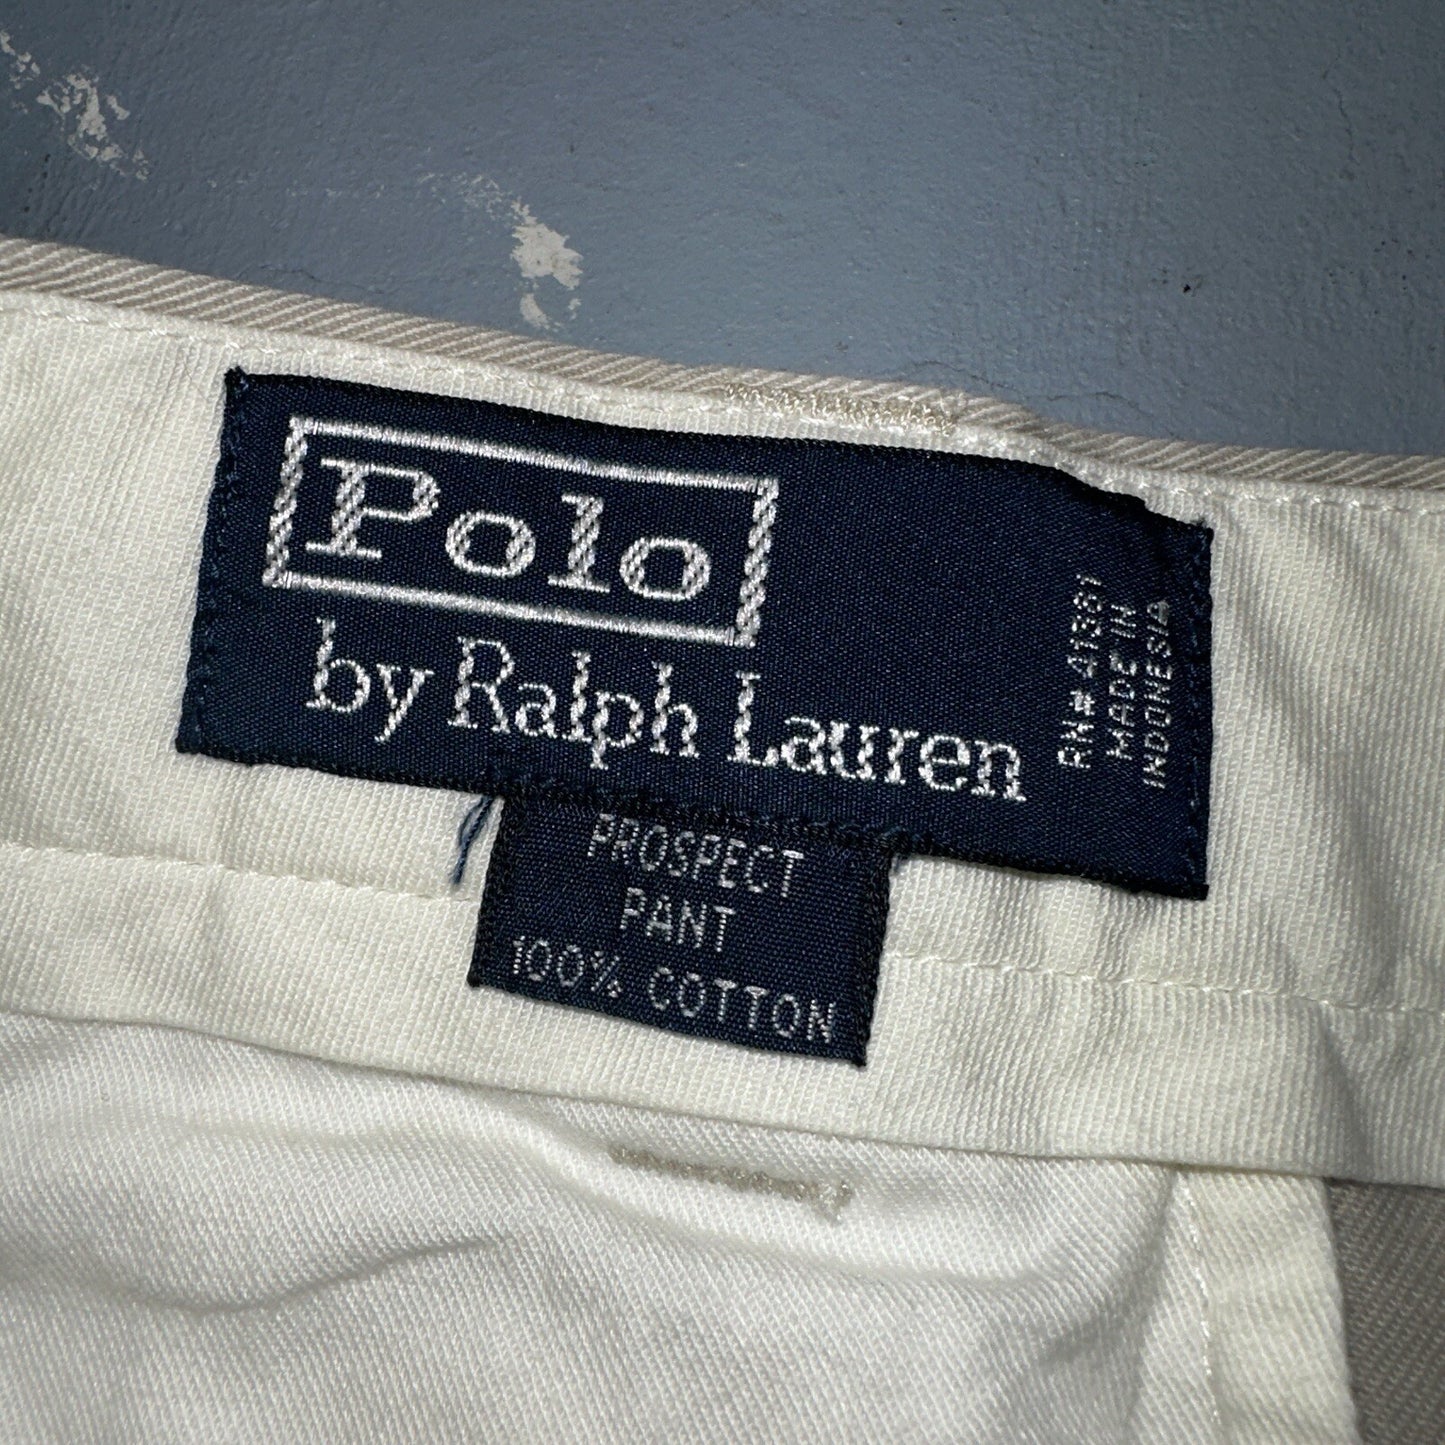 Polo
by Ralph Lauren
RN# 41381
MADE IN
INDONESIA
PROSPECT
PANT
100% COTTON